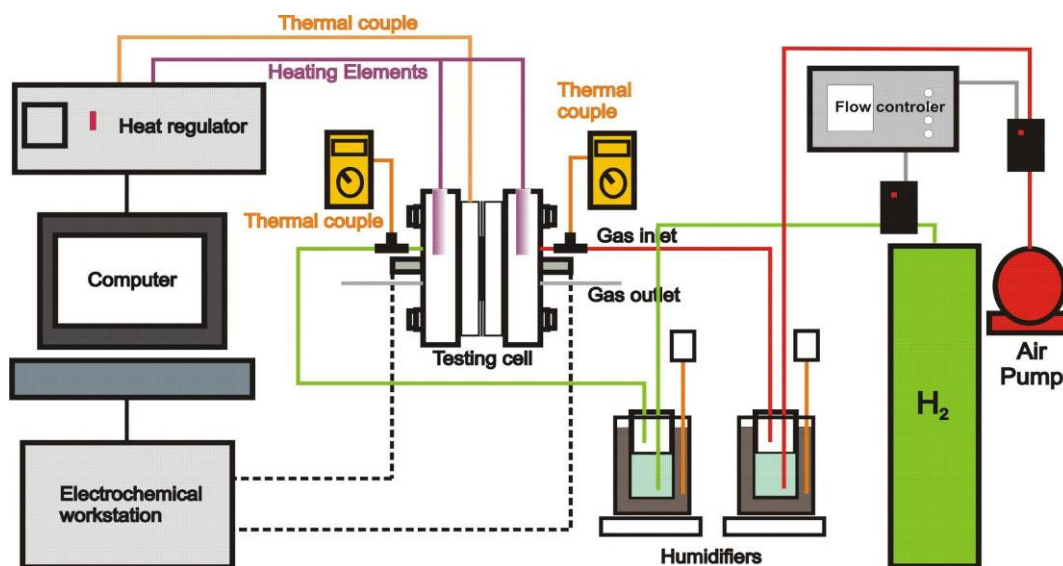 Thermal couple
Heating Elements
Heat regulator
Thermal
couple
Flow controler
Thermal couple
Gas inlet
Computer
Gas outlet
Testing cell
Air
Pump
H₂
Electrochemical
workstation
Humidifiers